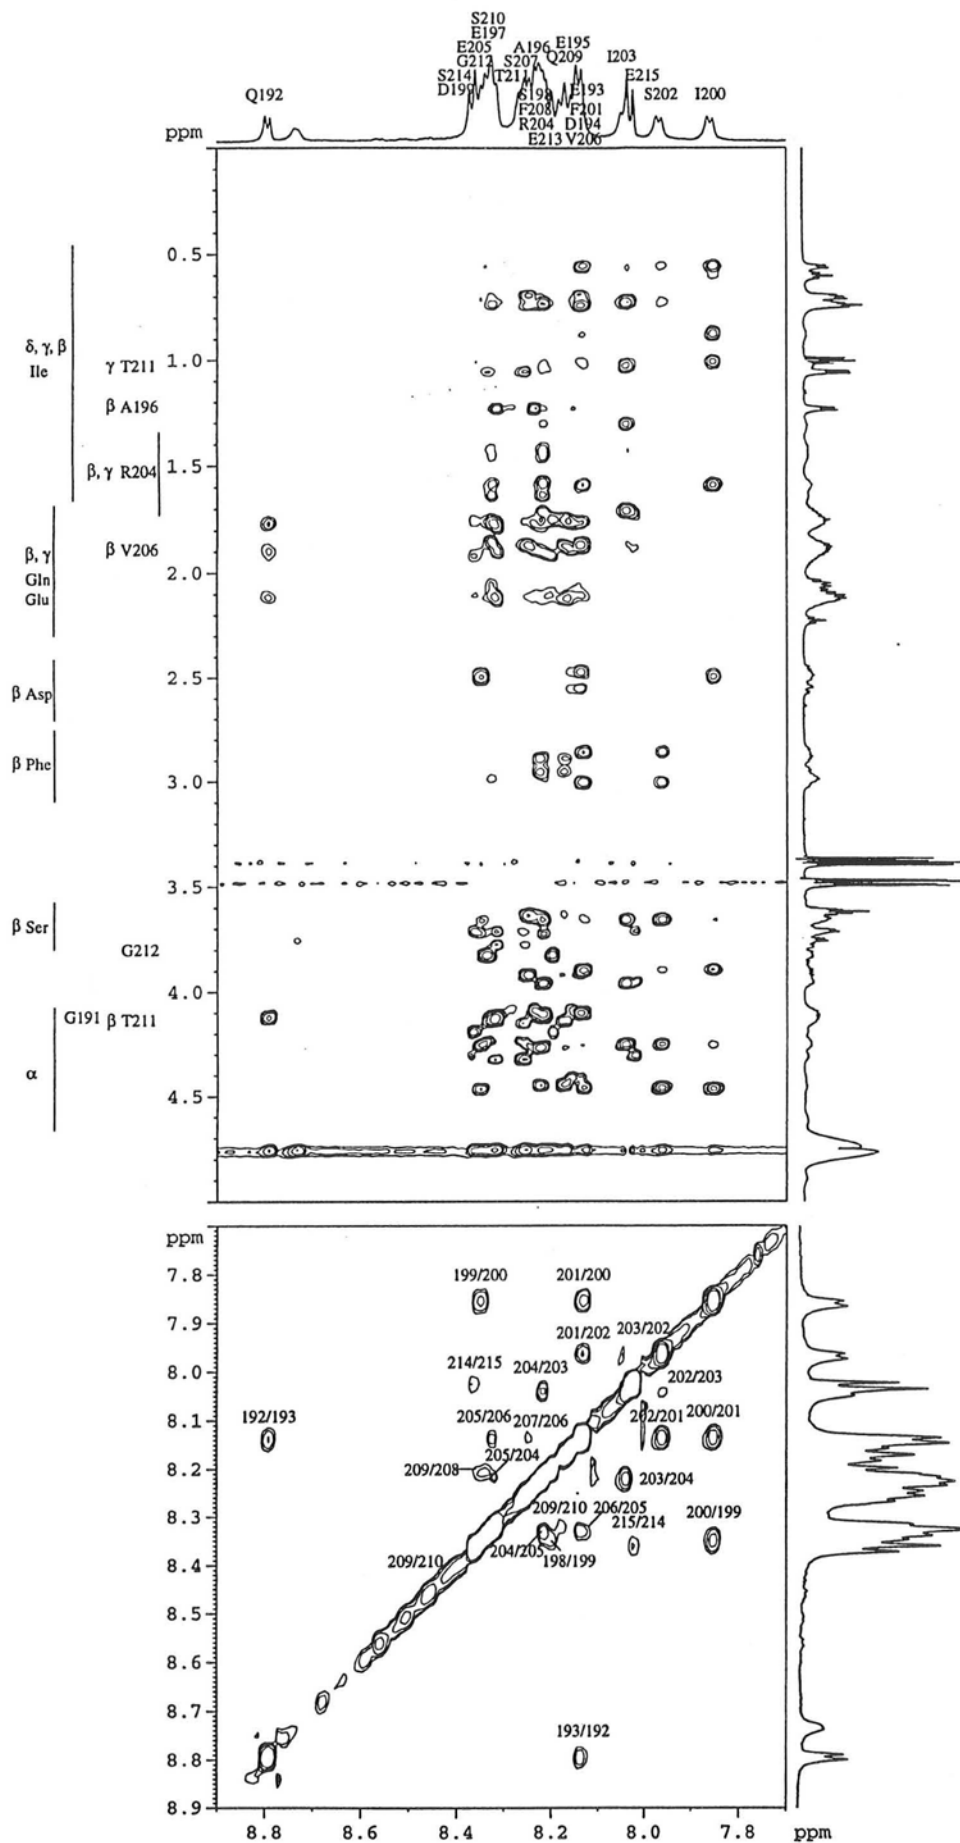 S210
E197
E205 A196 E195
G212 S207 Q209 I203
S214 T211 E215
D199 S198 E193 S202 I200
Q192 F208 F201
R204 D194
E213 V206
ppm
0.5
δ, γ, β
Ile
γ T211
1.0
β A196
β, γ R204
1.5
β, γ
Gln
Glu
β V206
2.0
2.5
β Asp
β Phe
3.0
3.5
β Ser
G212
4.0
G191 β T211
α
4.5
ppm
7.8
199/200 201/200
7.9
201/202 203/202
8.0
214/215 204/203 202/203
8.1
192/193 205/206 207/206 202/201 200/201
205/204
8.2
209/208 203/204
8.3
209/210 206/205
215/214 200/199
204/205 198/199
8.4
209/210
8.5
8.6
8.7
193/192
8.8
8.9
8.8 8.6 8.4 8.2 8.0 7.8 ppm